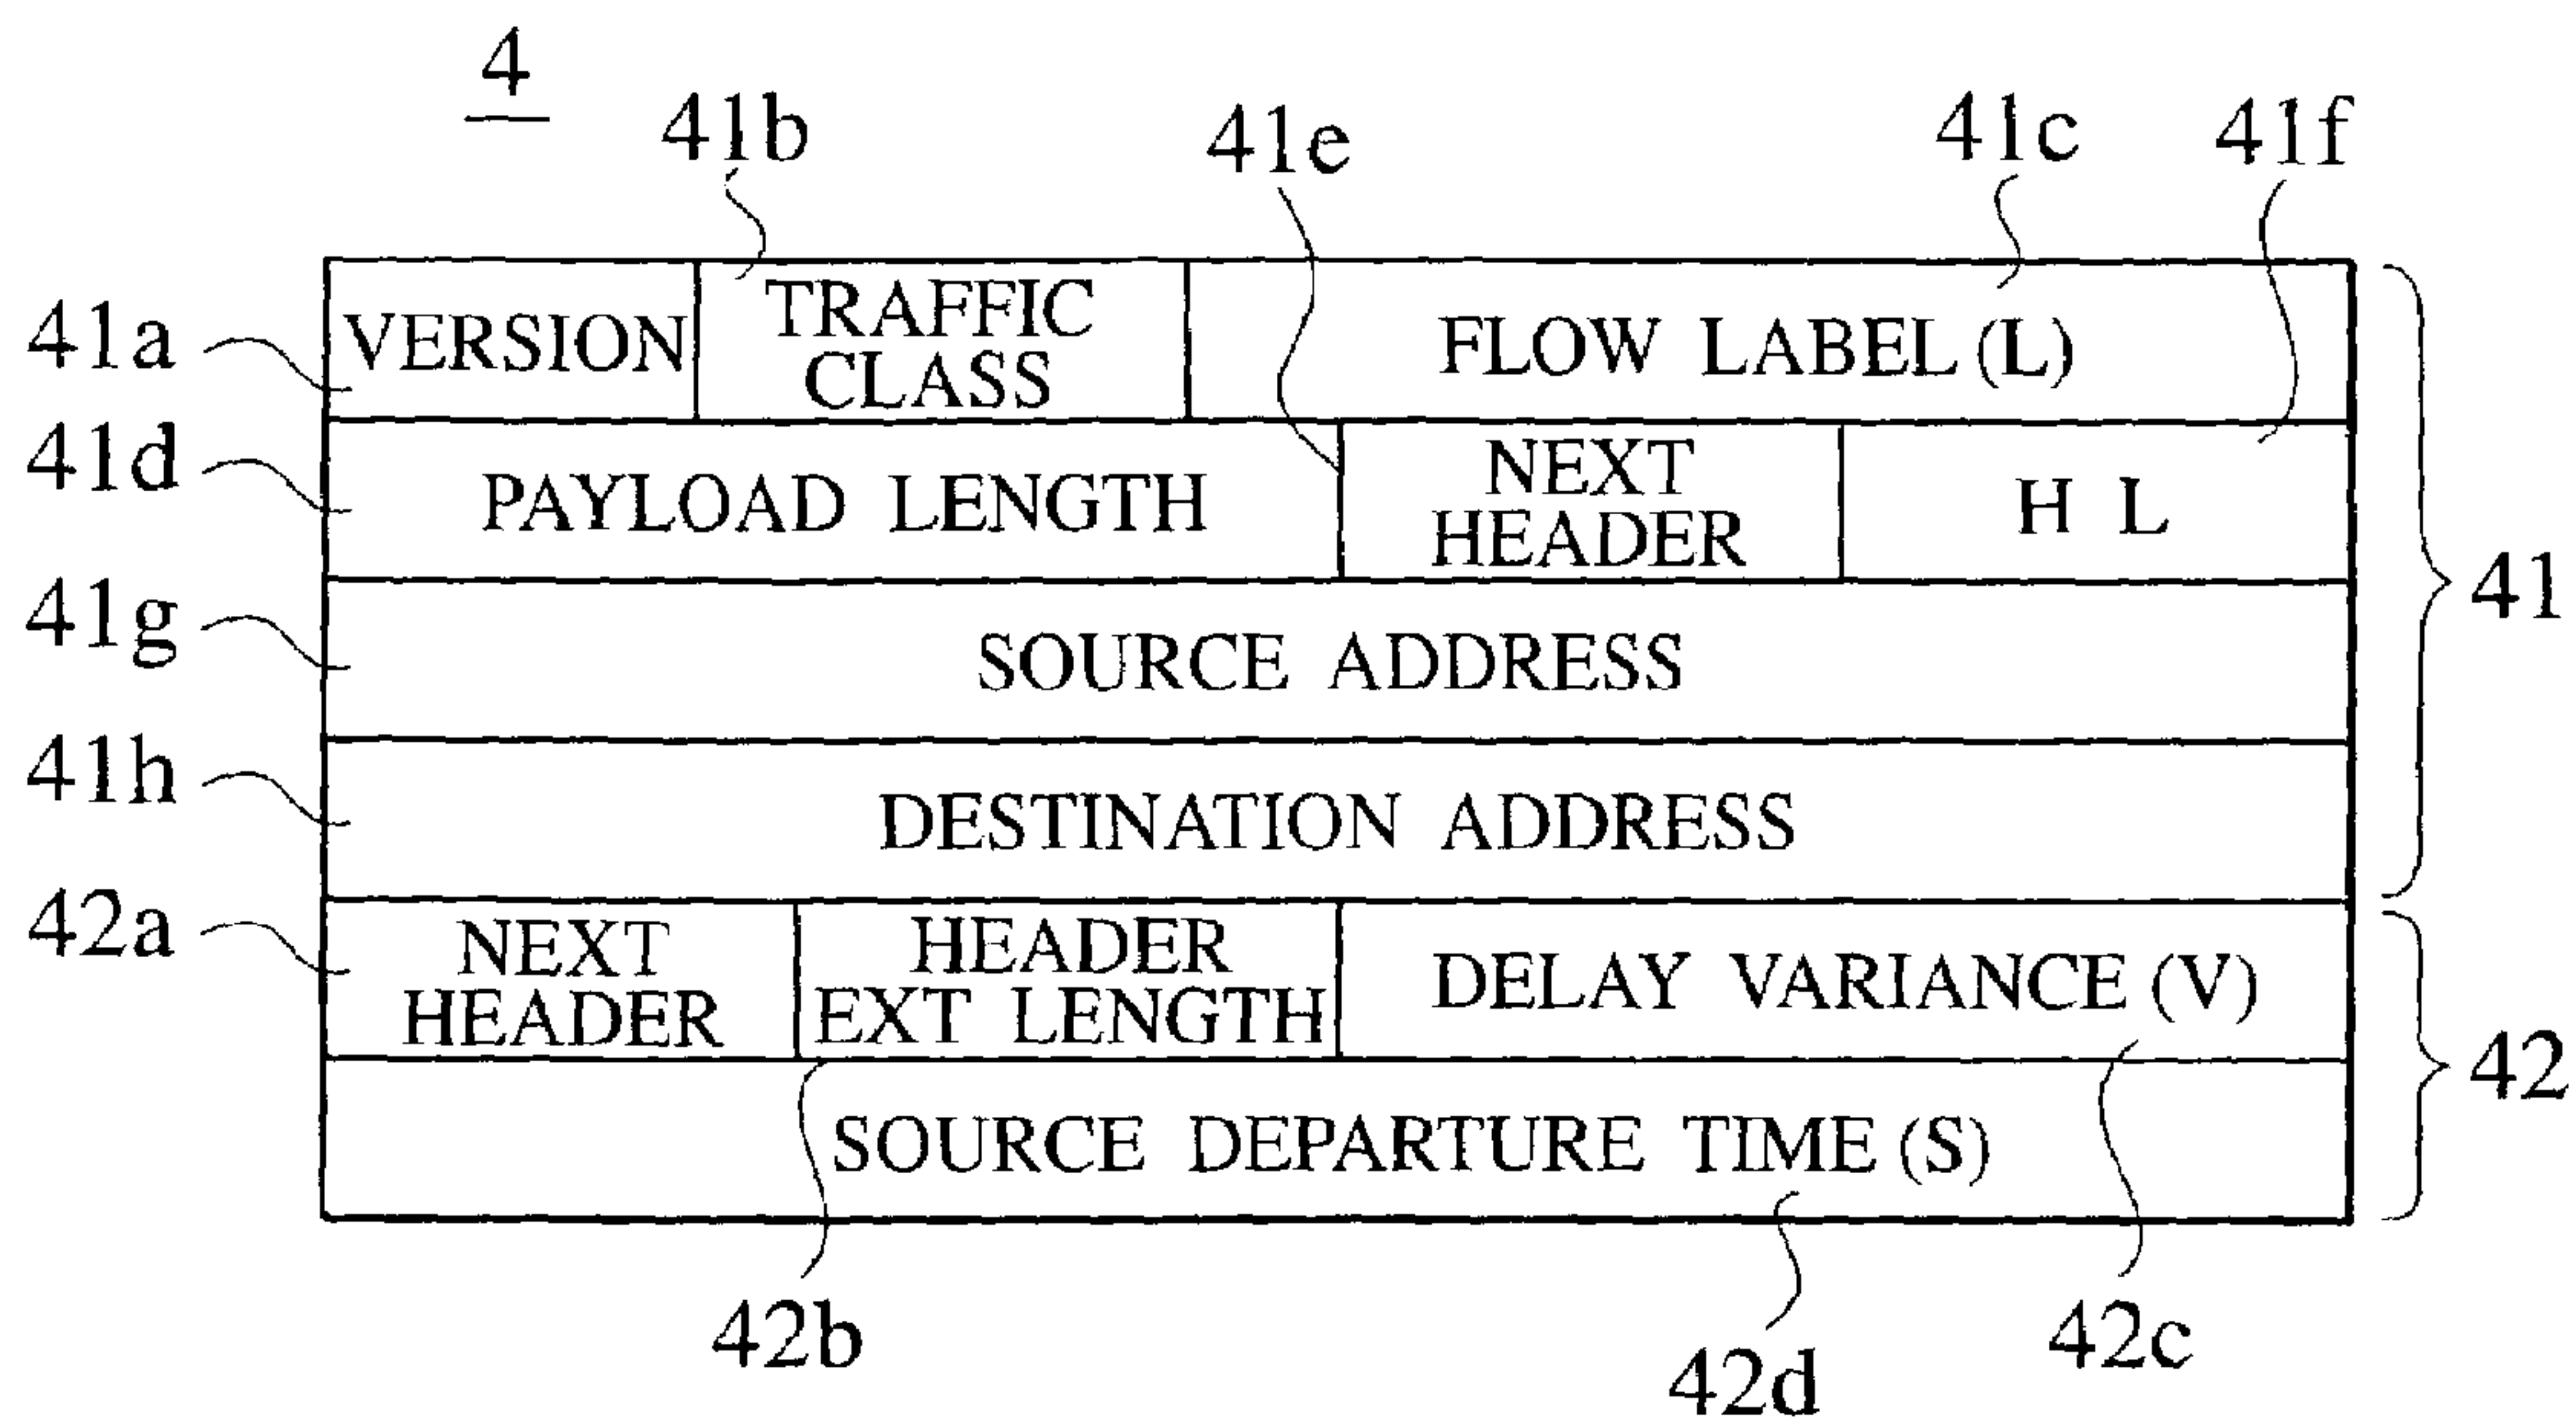 4
41b
41e
41c
41f
41a
VERSION
TRAFFIC
CLASS
FLOW LABEL (L)
41d
PAYLOAD LENGTH
NEXT
HEADER
H L
41
41g
SOURCE ADDRESS
41h
DESTINATION ADDRESS
42a
NEXT
HEADER
HEADER
EXT LENGTH
DELAY VARIANCE (V)
42
SOURCE DEPARTURE TIME (S)
42b
42d
42c